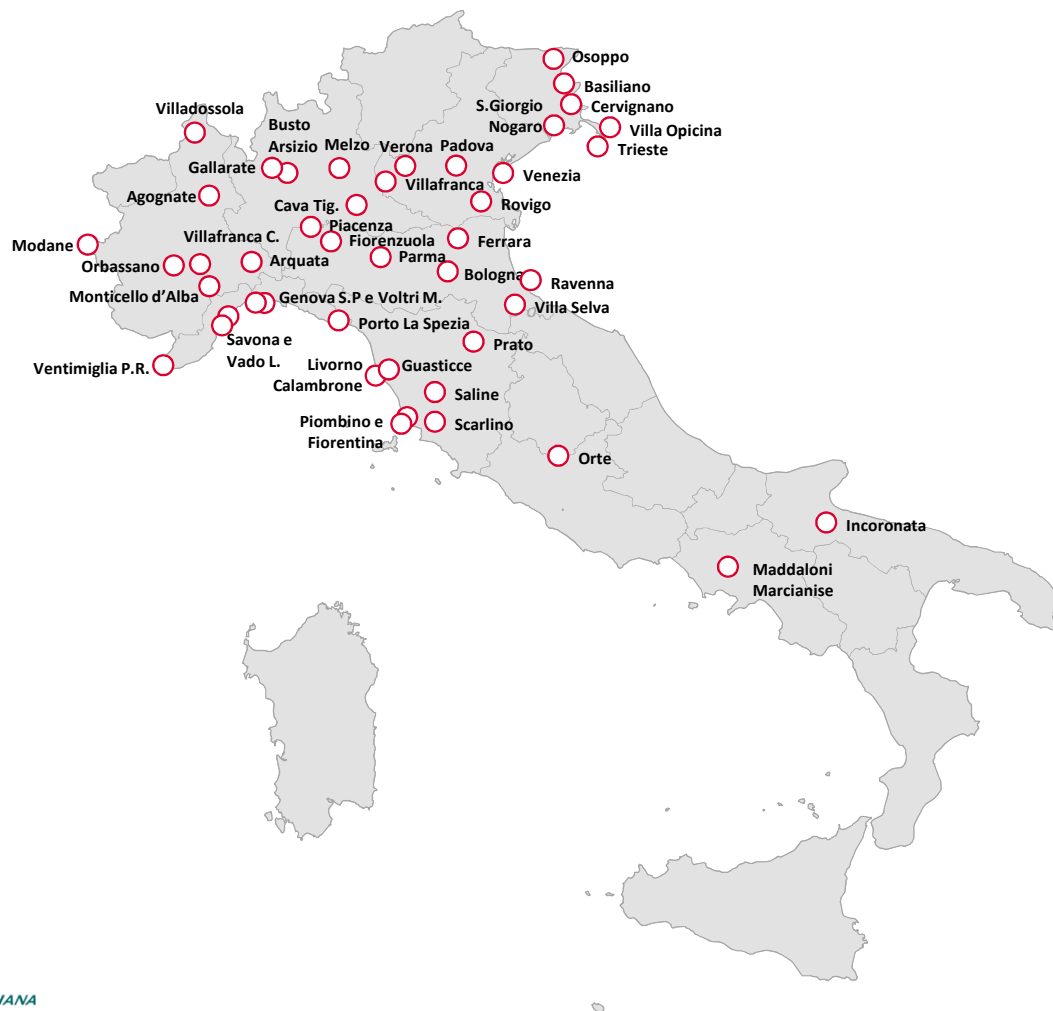 Osoppo
Basiliano
Cervignano
S.Giorgio
Nogaro
Villa Opicina
Trieste
Villadossola
Busto
Arsizio
Melzo
Verona
Padova
Gallarate
Villafranca
Venezia
Agognate
Cava Tig.
Rovigo
Piacenza
Modane
Villafranca C.
Fiorenzuola
Ferrara
Orbassano
Arquata
Parma
Bologna
Ravenna
Monticello d'Alba
Genova S.P e Voltri M.
Villa Selva
Porto La Spezia
Savona e
Vado L.
Prato
Ventimiglia P.R.
Livorno
Calambrone
Guasticce
Saline
Piombino e
Fiorentina
Scarlino
Orte
Incoronata
Maddaloni
Marcianise